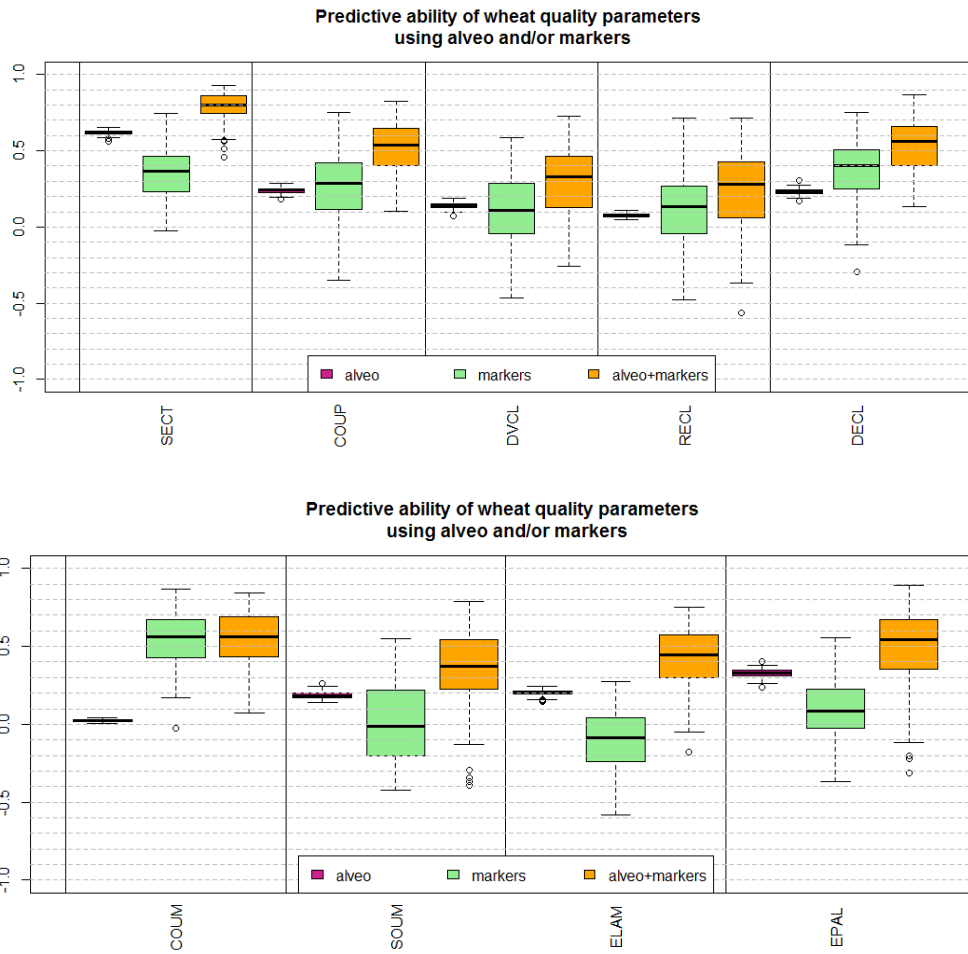 Predictive ability of wheat quality parameters
using alveo and/or markers
1.0
0.5
0.0
-0.5
-1.0
alveo markers alveo+markers
SECT COUP DVCL RECL DECL
Predictive ability of wheat quality parameters
using alveo and/or markers
1.0
0.5
0.0
-0.5
-1.0
alveo markers alveo+markers
COUM SOUM ELAM EPAL